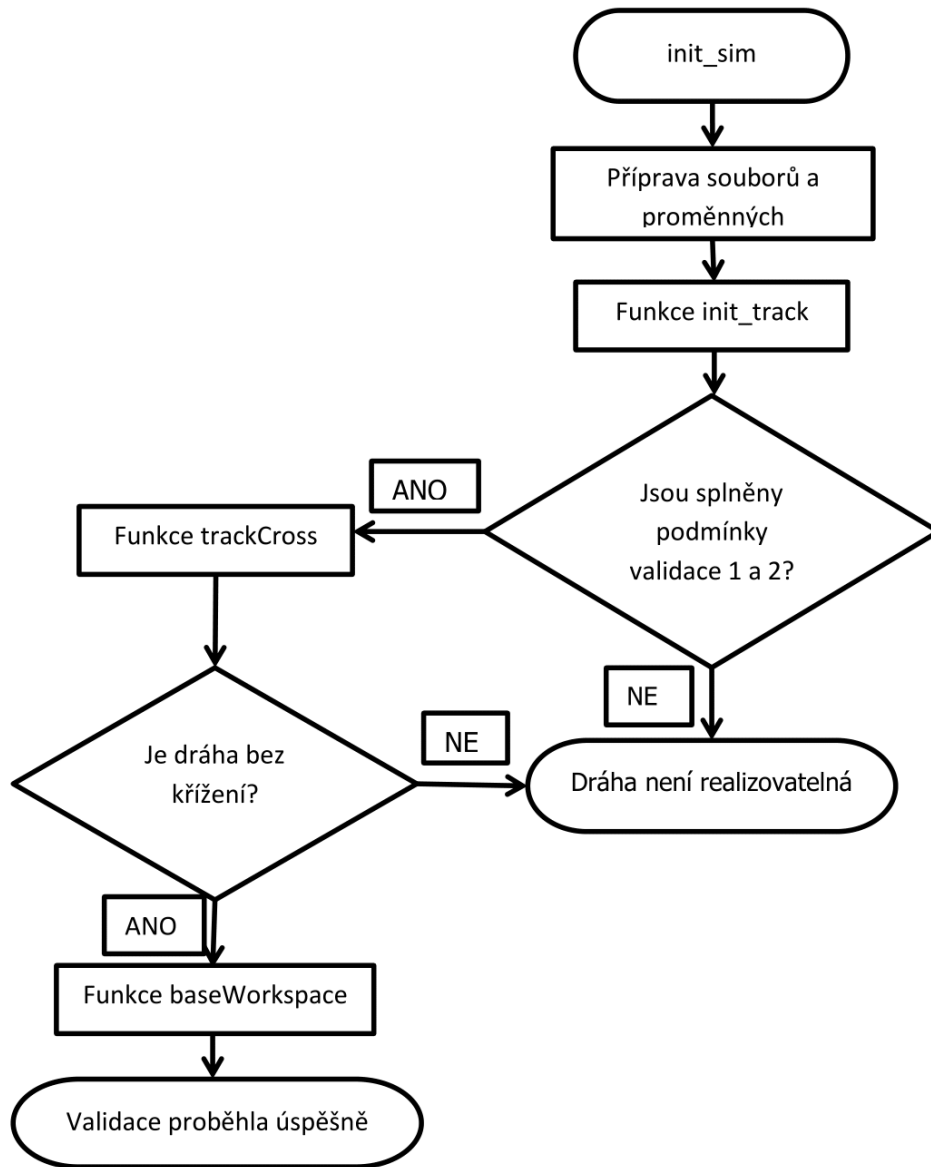 init_sim
Příprava souborů a
proměnných
Funkce init_track
Jsou splněny
podmínky
validace 1 a 2?
ANO
Funkce trackCross
NE
Je dráha bez
křížení?
NE
Dráha není realizovatelná
ANO
Funkce baseWorkspace
Validace proběhla úspěšně